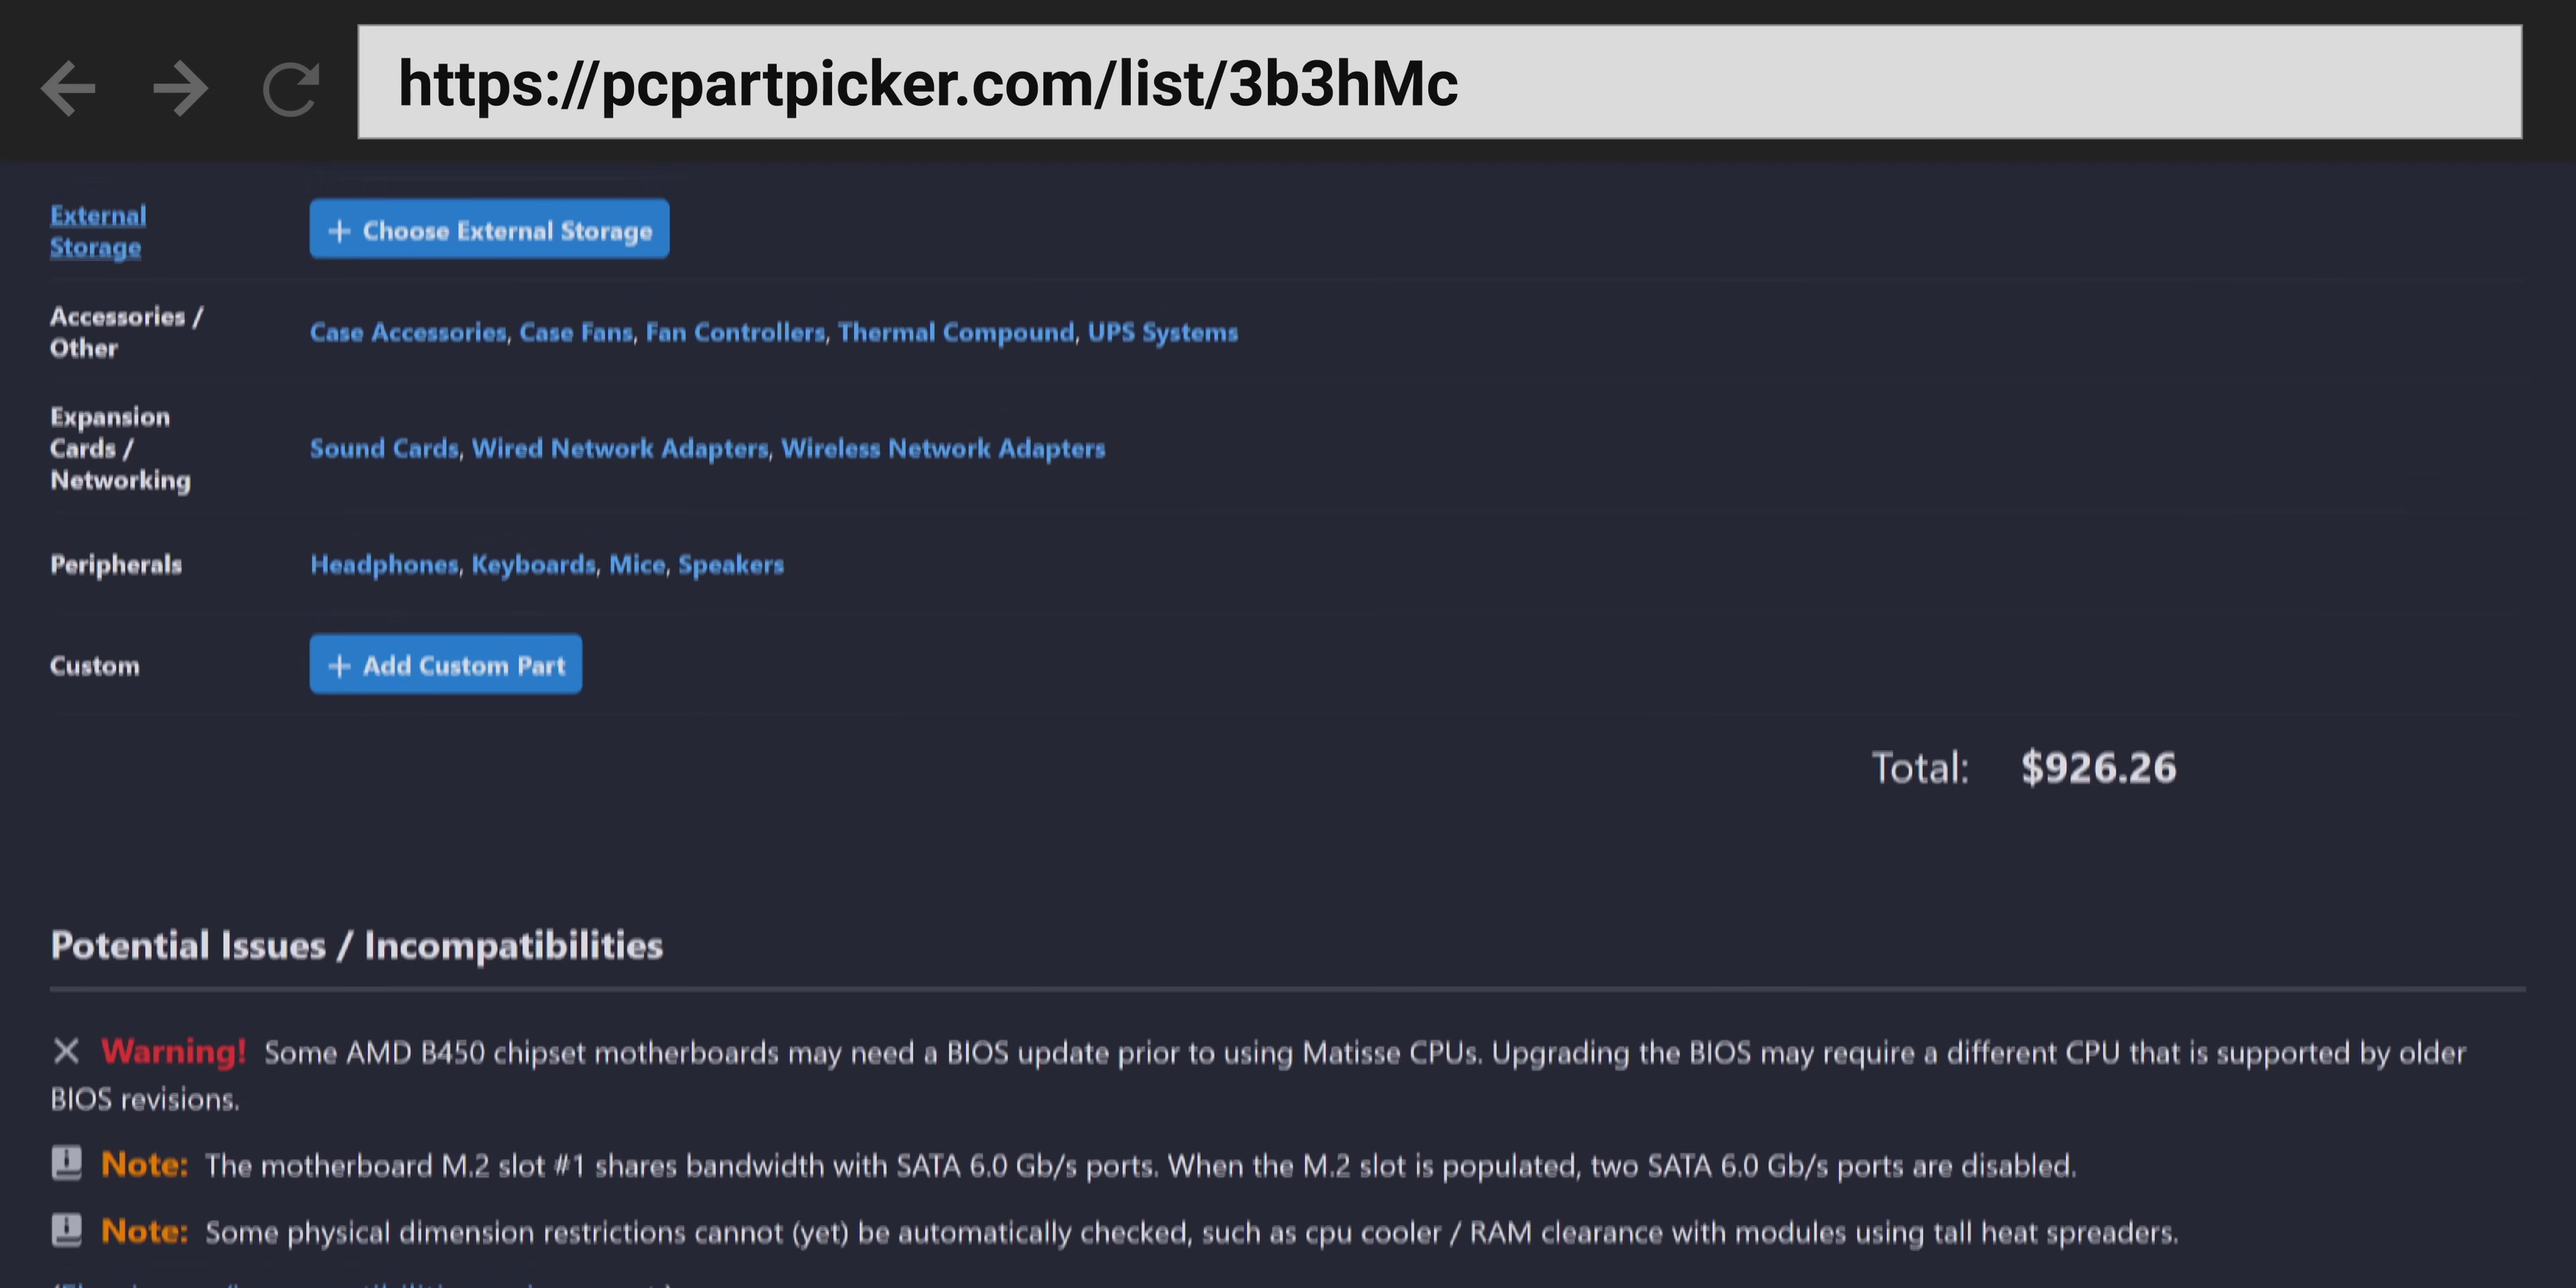 https://pcpartpicker.com/list/3b3hMc
External
Storage
+ Choose External Storage
Accessories /
Other
Case Accessories, Case Fans, Fan Controllers, Thermal Compound, UPS Systems
Expansion
Cards /
Networking
Sound Cards, Wired Network Adapters, Wireless Network Adapters
Peripherals
Headphones, Keyboards, Mice, Speakers
Custom
+ Add Custom Part
Total: $926.26
Potential Issues / Incompatibilities
Warning! Some AMD B450 chipset motherboards may need a BIOS update prior to using Matisse CPUs. Upgrading the BIOS may require a different CPU that is supported by older
BIOS revisions.
Note: The motherboard M.2 slot #1 shares bandwidth with SATA 6.0 Gb/s ports. When the M.2 slot is populated, two SATA 6.0 Gb/s ports are disabled.
Note: Some physical dimension restrictions cannot (yet) be automatically checked, such as cpu cooler / RAM clearance with modules using tall heat spreaders.